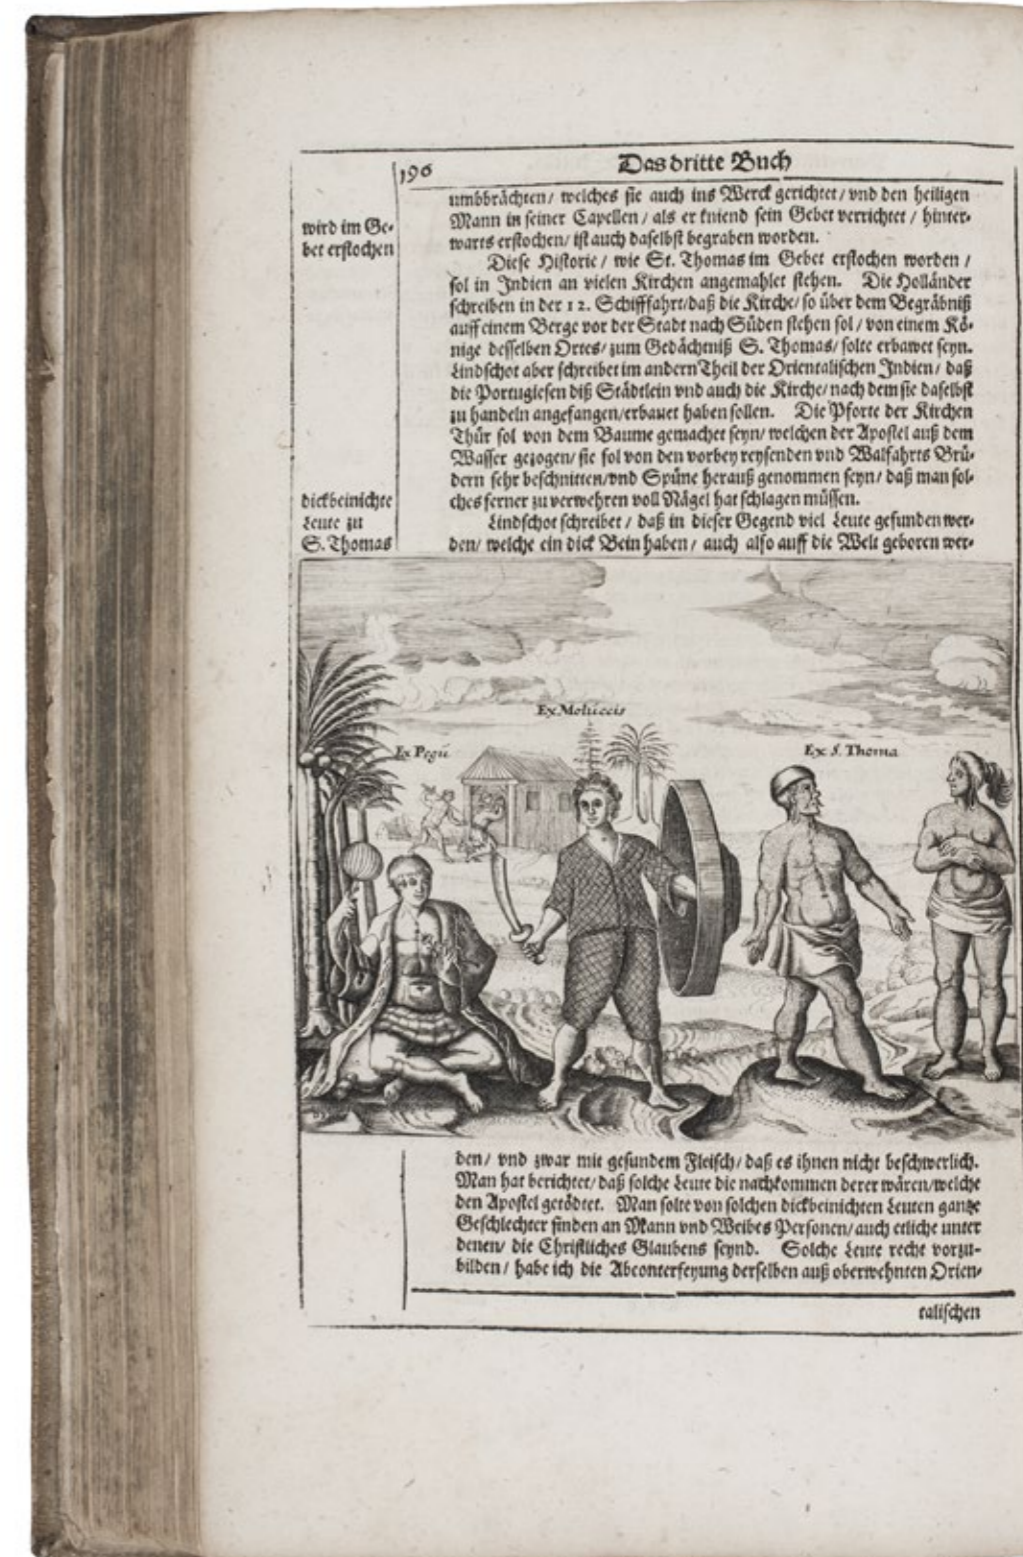 196
Das dritte Buch
wird im Ge-
bet erstochen
umbbrächten/ welches sie auch ins Werck gerichtet/ vnd den heiligen
Mann in seiner Capellen/ als er kniend sein Gebet verrichtet/ hinter-
warts erstochen/ ist auch daselbst begraben worden.
Diese Historie/ wie St. Thomas im Gebet erstochen worden/
sol in Indien an vielen Kirchen angemahlet stehen. Die Holländer
schreiben in der 12. Schifffahrt/daß die Kirche/ so über dem Begräbniß
auff einem Berge vor der Stadt nach Süden stehen sol/ von einem Kö-
nige desselben Ortes/ zum Gedächtniß S. Thomas/ solte erbawet seyn.
Lindschot aber schreibet im andern Theil der Orientalischen Indien/ daß
die Portugiesen diß Städtlein vnd auch die Kirche/ nach dem sie daselbst
zu handeln angefangen/erbauet haben sollen. Die Pforte der Kirchen
Thür sol von dem Baume gemachet seyn/ welchen der Apostel auß dem
Wasser gezogen/ sie sol von den vorbey reysenden vnd Walfahrts Brü-
dern sehr beschnitten/vnd Spüne herauß genommen seyn/ daß man sol-
ches ferner zu verwehren voll Nägel hat schlagen müssen.
dickbeinichte
Leute zu
S. Thomas
Lindschot schreibet/ daß in dieser Gegend viel Leute gefunden wer-
den/ welche ein dick Bein haben/ auch also auff die Welt geboren wer-
Ex Moluccis
Ex Pegu
Ex S. Thoma
den/ vnd zwar mit gesundem Fleisch/ daß es ihnen nicht beschwerlich.
Man hat berichtet/ daß solche Leute die nachkommen derer wären/welche
den Apostel getödtet. Man solte von solchen dickbeinichten Leuten gantze
Geschlechter finden an Mann vnd Weibes Personen/ auch etliche unter
denen/ die Christliches Glaubens seynd. Solche Leute recht vorzu-
bilden/ habe ich die Abconterfeyung derselben auß oberwehnten Orien-
talischen